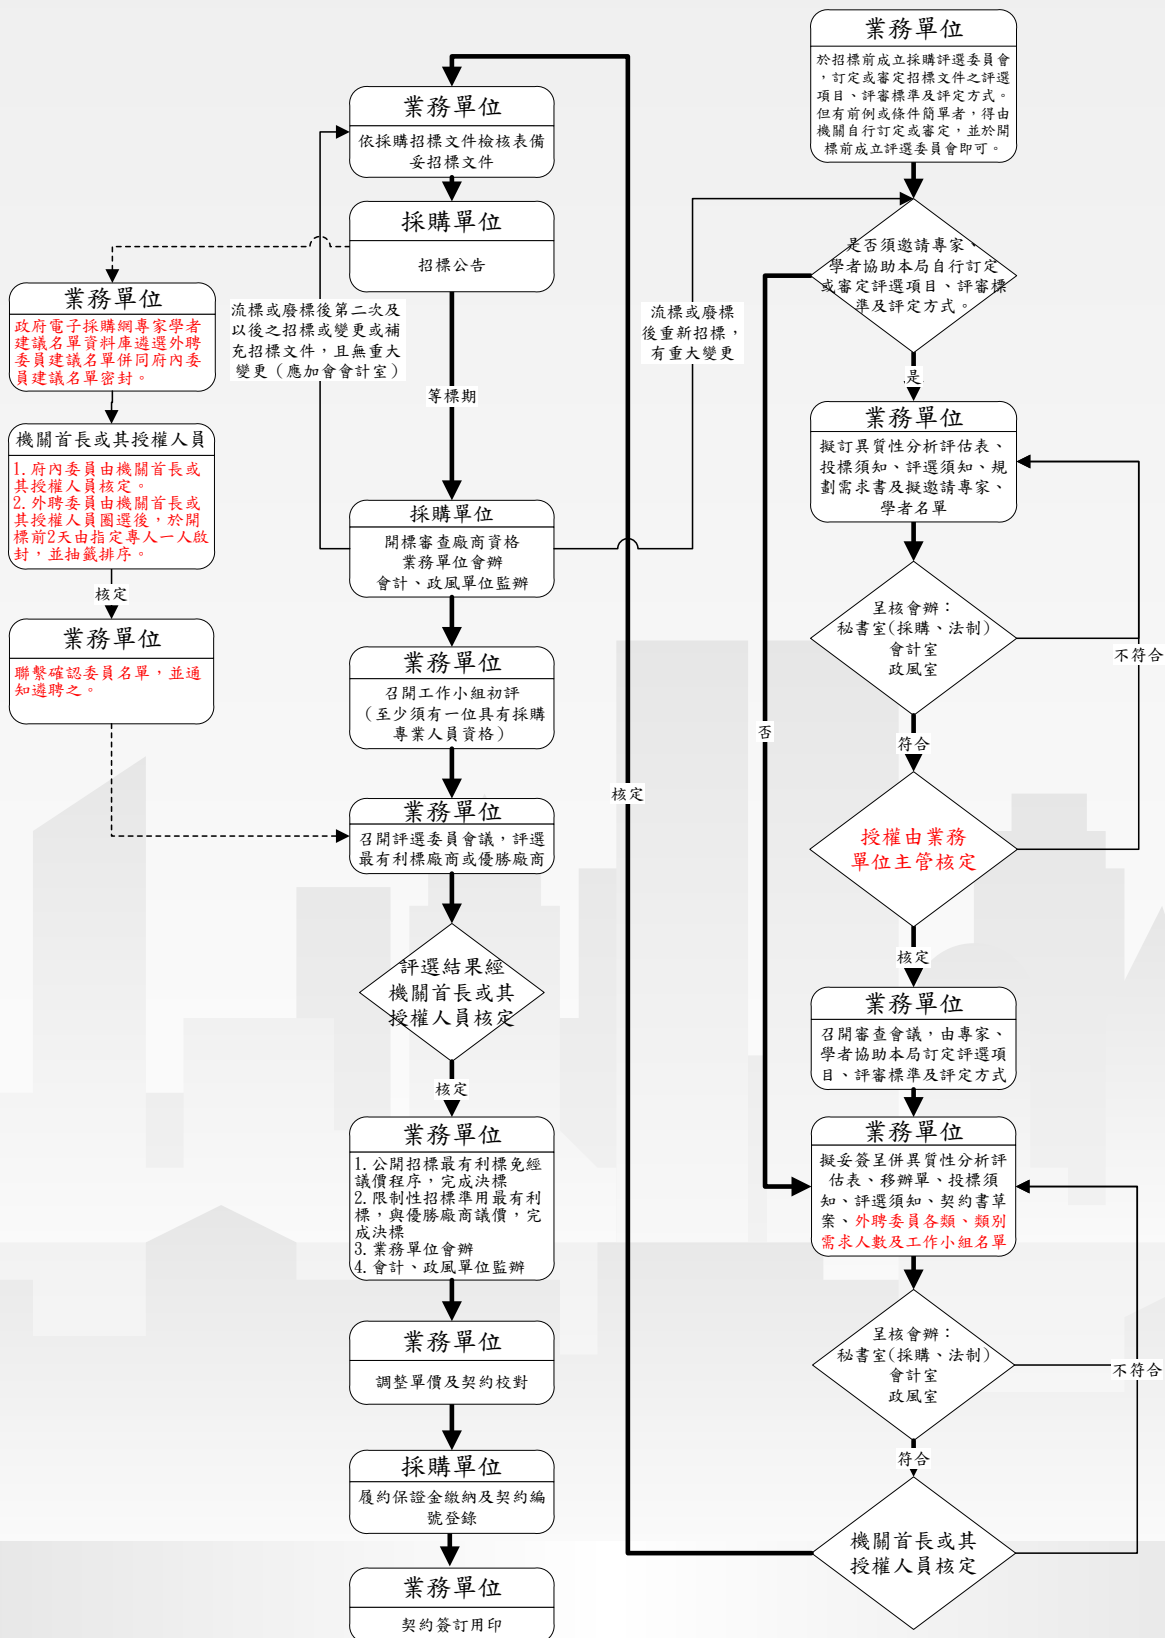 業務單位
於招標前成立採購評選委員會
，訂定或審定招標文件之評選
項目、評審標準及評定方式。
但有前例或條件簡單者，得由
機關自行訂定或審定，並於開
標前成立評選委員會即可。
是否須邀請專家、
學者協助本局自行訂定
或審定評選項目、評審標
準及評定方式。
是
否
業務單位
擬訂異質性分析評估表、
投標須知、評選須知、規
劃需求書及擬邀請專家、
學者名單
呈核會辦：
秘書室(採購、法制)
會計室
政風室
不符合
符合
授權由業務
單位主管核定
核定
業務單位
召開審查會議，由專家、
學者協助本局訂定評選項
目、評審標準及評定方式
業務單位
擬妥簽呈併異質性分析評
估表、移辦單、投標須
知、評選須知、契約書草
案、外聘委員各類、類別
需求人數及工作小組名單
呈核會辦：
秘書室(採購、法制)
會計室
政風室
不符合
符合
機關首長或其
授權人員核定
核定
業務單位
依採購招標文件檢核表備
妥招標文件
採購單位
招標公告
流標或廢標後第二次及
以後之招標或變更或補
充招標文件，且無重大
變更（應加會會計室）
流標或廢標
後重新招標，
有重大變更
等標期
業務單位
政府電子採購網專家學者
建議名單資料庫遴選外聘
委員建議名單併同府內委
員建議名單密封。
機關首長或其授權人員
1. 府內委員由機關首長或
其授權人員核定。
2. 外聘委員由機關首長或
其授權人員圈選後，於開
標前2天由指定專人一人啟
封，並抽籤排序。
核定
業務單位
聯繫確認委員名單，並通
知遴聘之。
採購單位
開標審查廠商資格
業務單位會辦
會計、政風單位監辦
業務單位
召開工作小組初評
（至少須有一位具有採購
專業人員資格）
業務單位
召開評選委員會議，評選
最有利標廠商或優勝廠商
評選結果經
機關首長或其
授權人員核定
核定
業務單位
1. 公開招標最有利標免經
議價程序，完成決標
2. 限制性招標準用最有利
標，與優勝廠商議價，完
成決標
3. 業務單位會辦
4. 會計、政風單位監辦
業務單位
調整單價及契約校對
採購單位
履約保證金繳納及契約編
號登錄
業務單位
契約簽訂用印